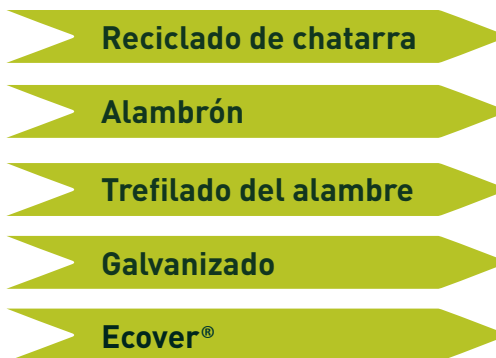 Reciclado de chatarra
Alambrón
Trefilado del alambre
Galvanizado
Ecover®